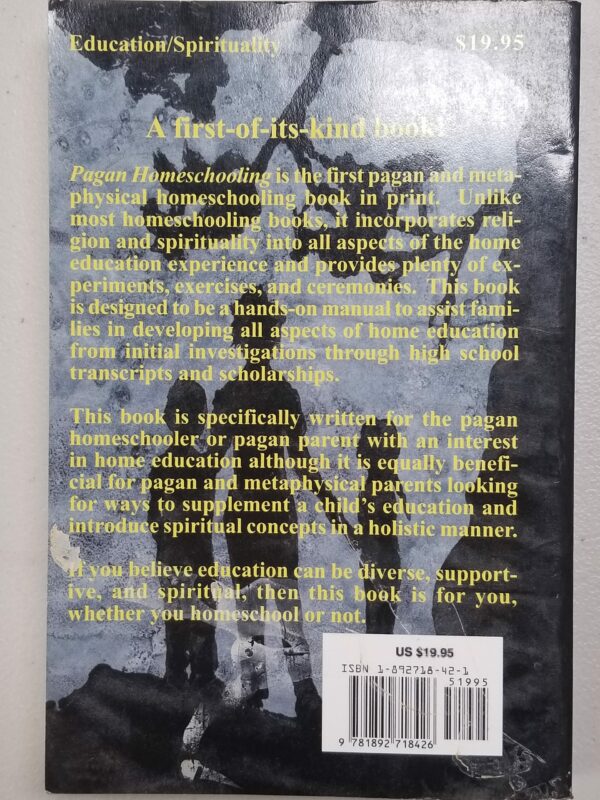 Education/Spirituality
$19.95
A first-of-its-kind book!
Pagan Homeschooling is the first pagan and meta-
physical homeschooling book in print. Unlike
most homeschooling books, it incorporates reli-
gion and spirituality into all aspects of the home
education experience and provides plenty of ex-
periments, exercises, and ceremonies. This book
is designed to be a hands-on manual to assist fami-
lies in developing all aspects of home education
from initial investigations through high school
transcripts and scholarships.
This book is specifically written for the pagan
homeschooler or pagan parent with an interest
in home education although it is equally benefi-
cial for pagan and metaphysical parents looking
for ways to supplement a child's education and
introduce spiritual concepts in a holistic manner.
If you believe education can be diverse, support-
ive, and spiritual, then this book is for you,
whether you homeschool or not.
US $19.95
ISBN 1-892718-42-1
51995
9 781892 718426